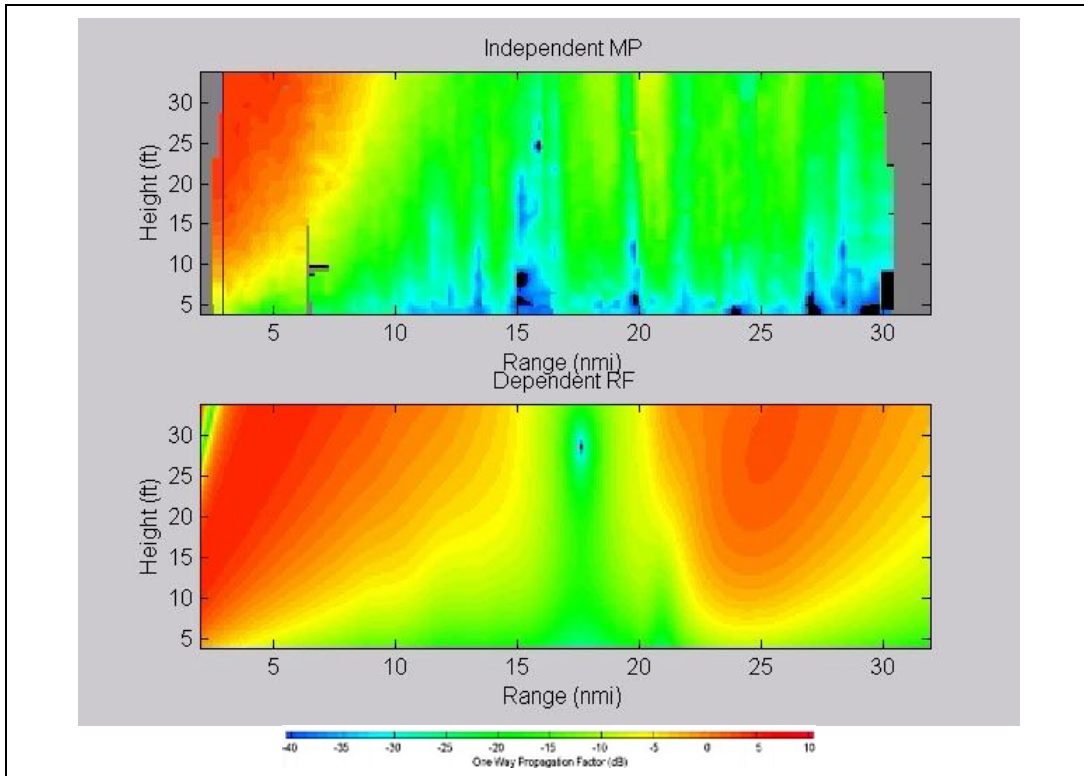 Independent MP
Height (ft)
30
25
20
15
10
5
5 10 15 20 25 30
Range (nmi)
Dependent RF
Height (ft)
30
25
20
15
10
5
5 10 15 20 25 30
Range (nmi)
-40 -35 -30 -25 -20 -15 -10 -5 0 5 10
One Way Propagation Factor (dB)